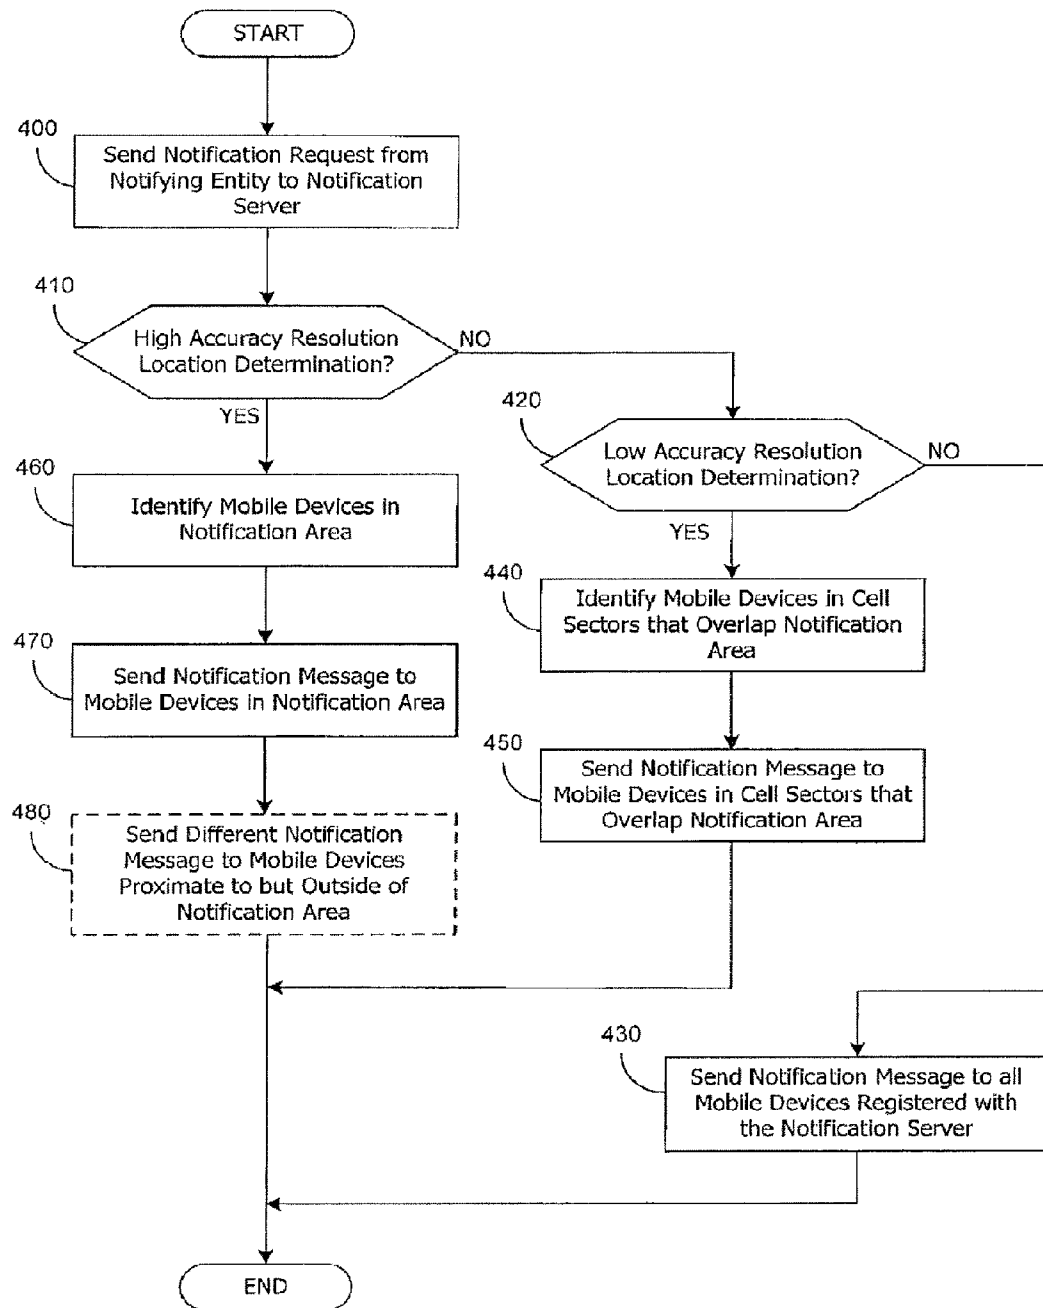 START
400
Send Notification Request from
Notifying Entity to Notification
Server
410
High Accuracy Resolution
Location Determination?
NO
YES
420
Low Accuracy Resolution
Location Determination?
NO
YES
460
Identify Mobile Devices in
Notification Area
440
Identify Mobile Devices in Cell
Sectors that Overlap Notification
Area
470
Send Notification Message to
Mobile Devices in Notification Area
450
Send Notification Message to
Mobile Devices in Cell Sectors that
Overlap Notification Area
480
Send Different Notification
Message to Mobile Devices
Proximate to but Outside of
Notification Area
430
Send Notification Message to all
Mobile Devices Registered with
the Notification Server
END